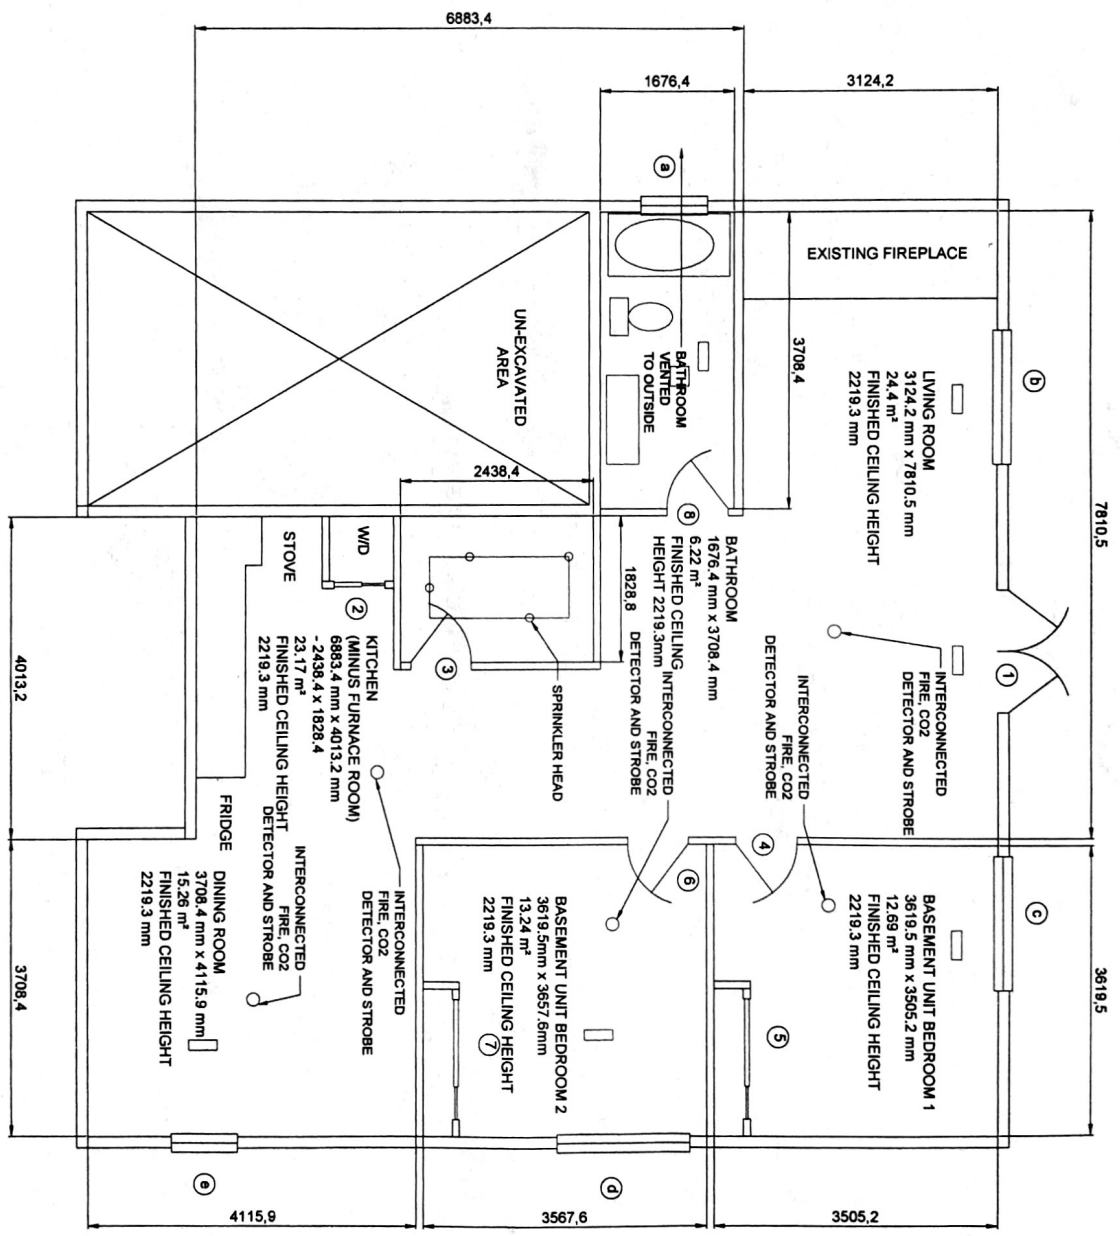 6883,4
1676,4
3124,2
a
EXISTING FIREPLACE
7810,5
3708,4
b
UN-EXCAVATED
AREA
BATHROOM
VENTED
TO OUTSIDE
LIVING ROOM
3124.2 mm x 7810.5 mm
24.4 m²
FINISHED CEILING HEIGHT
2219.3 mm
2438,4
8
BATHROOM
1676.4 mm x 3708.4 mm
6.22 m²
FINISHED CEILING
HEIGHT 2219.3mm
1828,8
STOVE
W/D
2
3
1
SPRINKLER HEAD
KITCHEN
(MINUS FURNACE ROOM)
6883.4 mm x 4013.2 mm
- 2438.4 x 1828.4
23.17 m²
FINISHED CEILING HEIGHT
2219.3 mm
INTERCONNECTED
FIRE, CO2
DETECTOR AND STROBE
INTERCONNECTED
FIRE, CO2
DETECTOR AND STROBE
INTERCONNECTED
FIRE, CO2
DETECTOR AND STROBE
4013,2
FRIDGE
4
6
c
INTERCONNECTED
FIRE, CO2
DETECTOR AND STROBE
INTERCONNECTED
FIRE, CO2
DETECTOR AND STROBE
DINING ROOM
3708.4 mm x 4115.9 mm
15.26 m²
FINISHED CEILING HEIGHT
2219.3 mm
BASEMENT UNIT BEDROOM 2
3619.5mm x 3657.6mm
13.24 m²
FINISHED CEILING HEIGHT
2219.3 mm
BASEMENT UNIT BEDROOM 1
3619.5 mm x 3505.2 mm
12.69 m²
FINISHED CEILING HEIGHT
2219.3 mm
3708,4
3619,5
7
5
e
d
4115,9
3567,6
3505,2